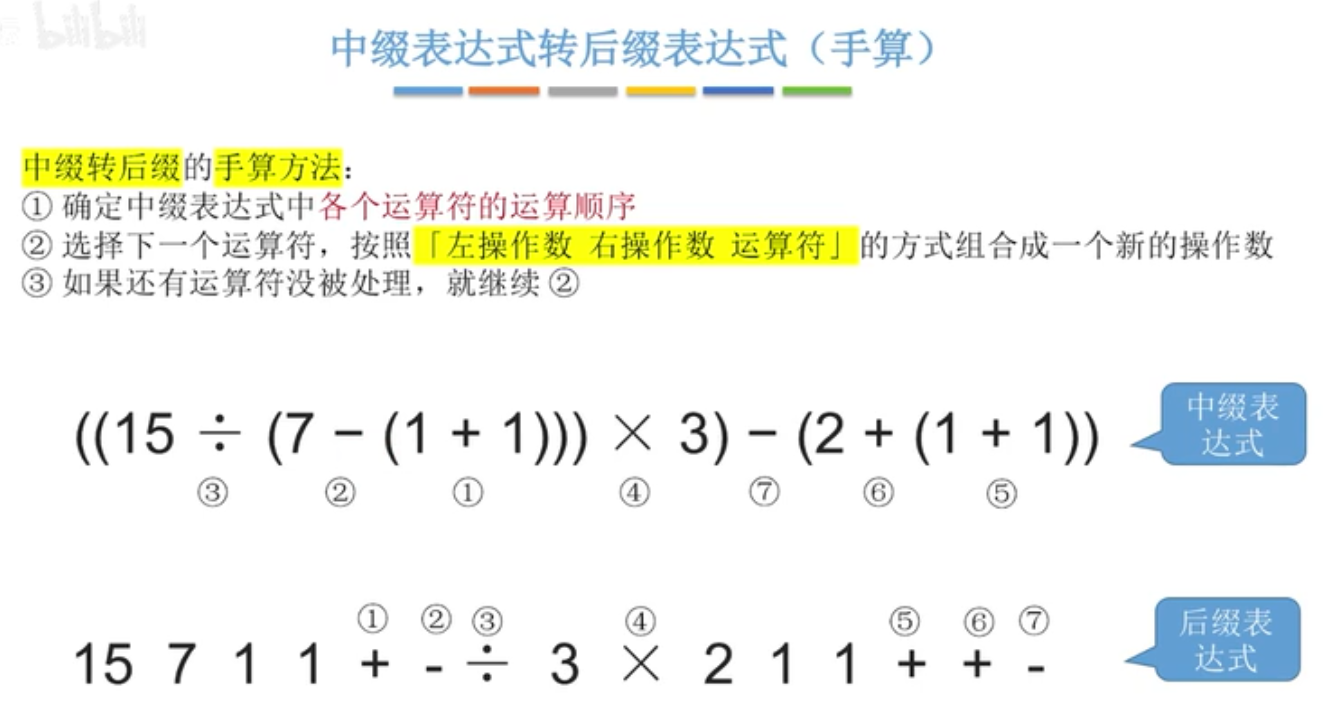 bilibili
中缀表达式转后缀表达式（手算）
中缀转后缀的手算方法：
① 确定中缀表达式中各个运算符的运算顺序
② 选择下一个运算符，按照「左操作数 右操作数 运算符」的方式组合成一个新的操作数
③ 如果还有运算符没被处理，就继续 ②
((15 ÷ (7 − (1 + 1))) × 3) − (2 + (1 + 1))
中缀表
达式
③ ② ① ④ ⑦ ⑥ ⑤
① ② ③ ④ ⑤ ⑥ ⑦
15 7 1 1 + - ÷ 3 × 2 1 1 + + -
后缀表
达式